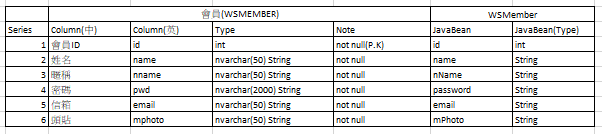 會員(WSMEMBER) WSMember
Series Column(中) Column(英) Type Note JavaBean JavaBean(Type)
1 會員ID id int not null(P.K) id int
2 姓名 name nvarchar(50) String not null name String
3 暱稱 nname nvarchar(50) String not null nName String
4 密碼 pwd nvarchar(2000) String not null password String
5 信箱 email nvarchar(50) String not null email String
6 頭貼 mphoto nvarchar(50) String not null mPhoto String